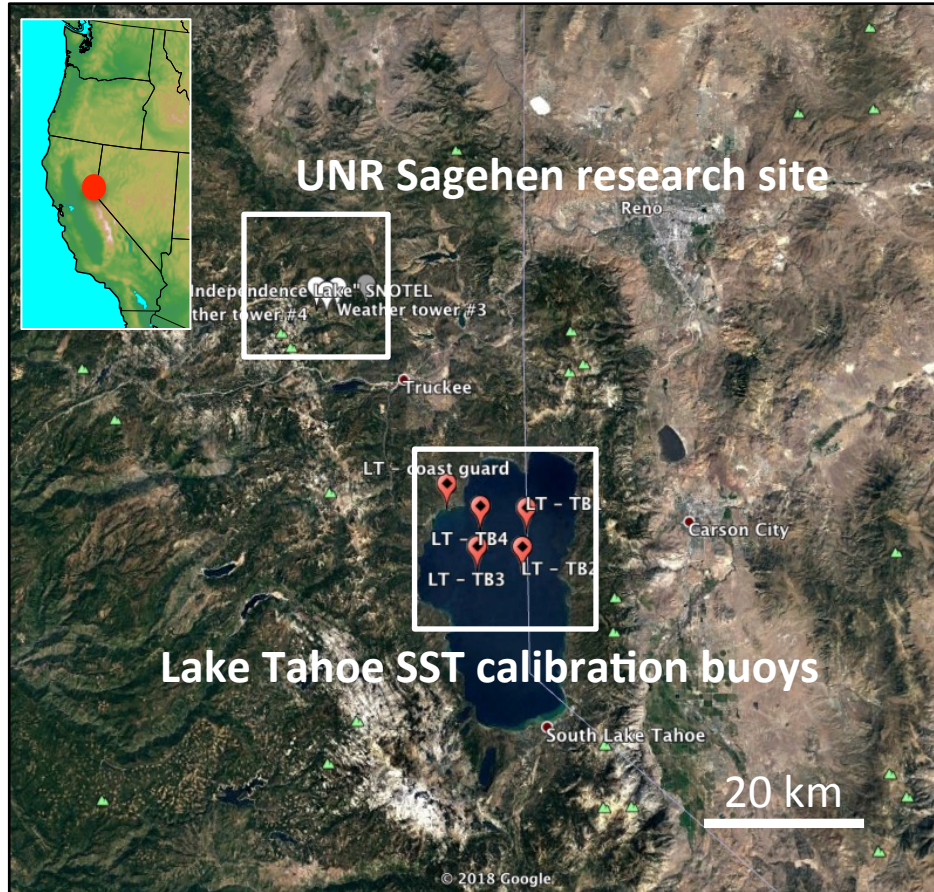 UNR Sagehen research site
Reno
Independence Lake" SNOTEL
ther tower #4
Weather tower #3
Truckee
LT - coast guard
LT - TB1
LT - TB4
LT - TB3
LT - TB2
Carson City
Lake Tahoe SST calibration buoys
South Lake Tahoe
20 km
© 2018 Google